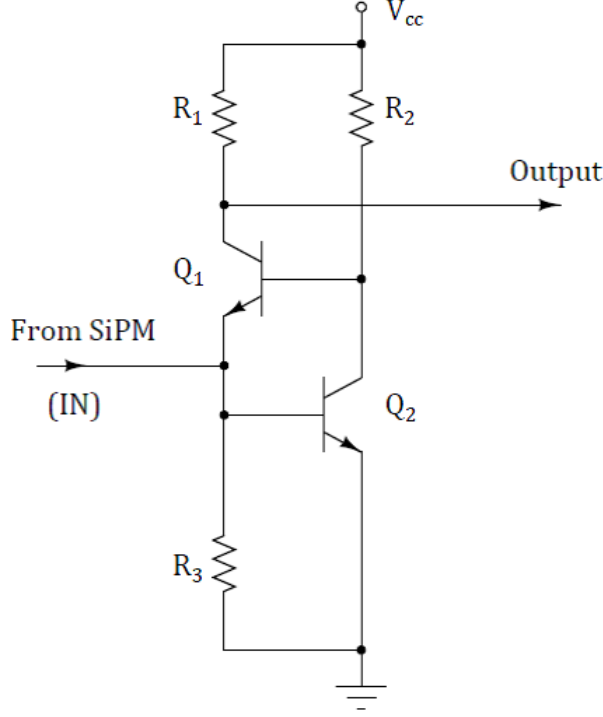 Vcc
R1
R2
Output
Q1
From SiPM
(IN)
Q2
R3